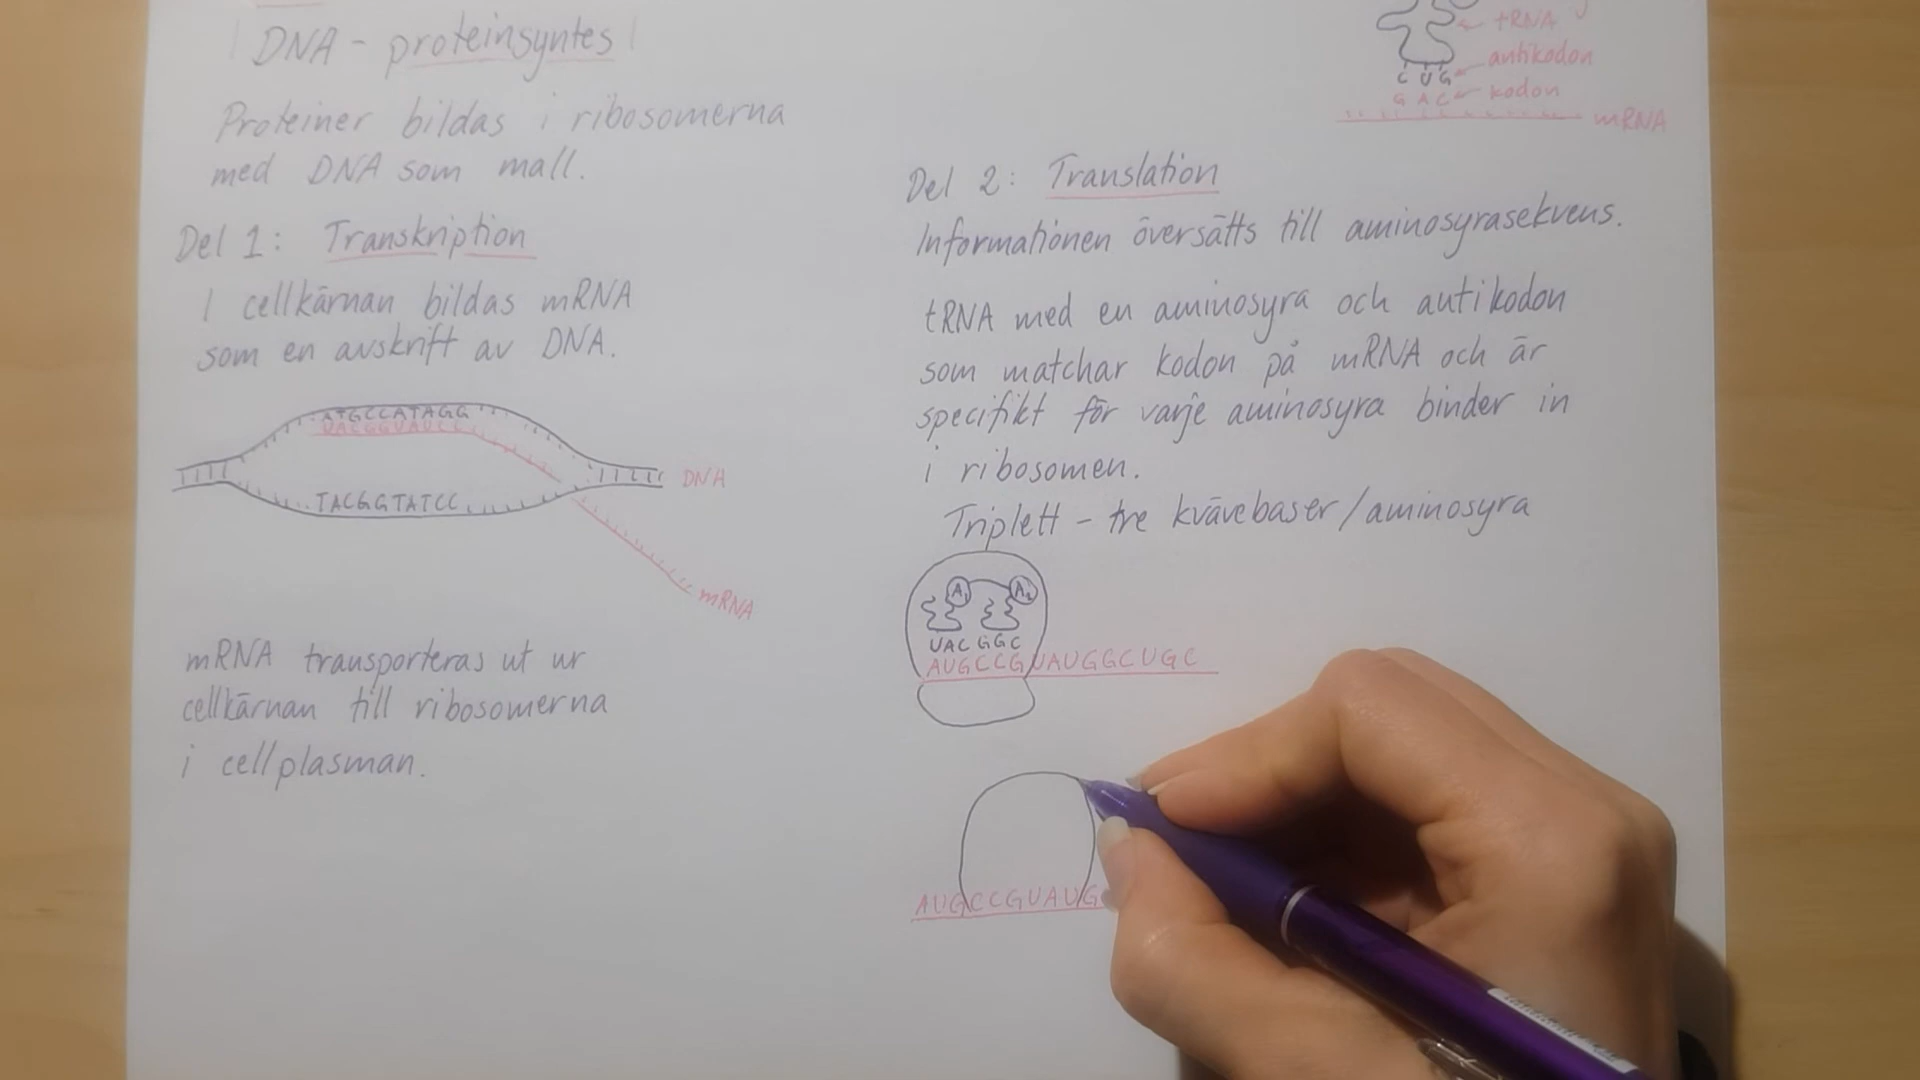 DNA - proteinsyntes
Proteiner bildas i ribosomerna
med DNA som mall.
Del 1: Transkription
I cellkärnan bildas mRNA
som en avskrift av DNA.
ATGCCATAGG
UACGGUAUCC
DNA
TACGGTATCC
mRNA
mRNA transporteras ut ur
cellkärnan till ribosomerna
i cellplasman.
tRNA
antikodon
CUG
GAC
kodon
mRNA
Del 2: Translation
Informationen översätts till aminosyrasekvens.
tRNA med en aminosyra och antikodon
som matchar kodon på mRNA och är
specifikt för varje aminosyra binder in
i ribosomen.
Triplett - tre kvävebaser/aminosyra
A1 A2
UAC GGC
AUGCCGUAUGGCUGC
AUGCCGUAUG